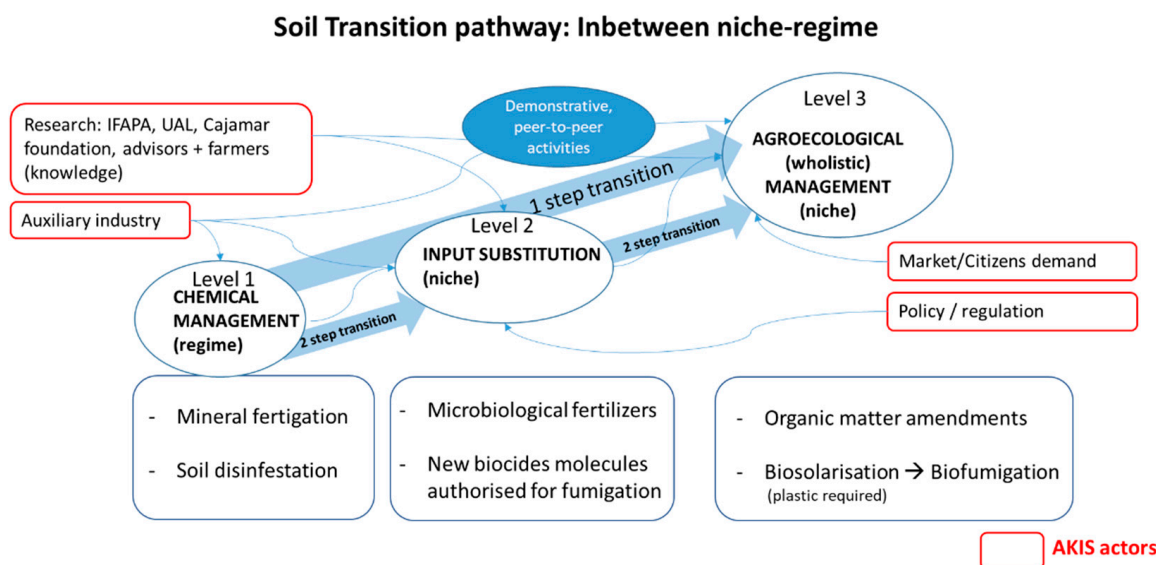 Soil Transition pathway: Inbetween niche-regime
Research: IFAPA, UAL, Cajamar
foundation, advisors + farmers
(knowledge)
Auxiliary industry
Demonstrative,
peer-to-peer
activities
Level 3
AGROECOLOGICAL
(wholistic)
MANAGEMENT
(niche)
1 step transition
Level 2
INPUT SUBSTITUTION
(niche)
2 step transition
Level 1
CHEMICAL
MANAGEMENT
(regime)
2 step transition
Market/Citizens demand
Policy / regulation
- Mineral fertigation
- Soil disinfestation
- Microbiological fertilizers
- New biocides molecules
authorised for fumigation
- Organic matter amendments
- Biosolarisation → Biofumigation
(plastic required)
AKIS actors